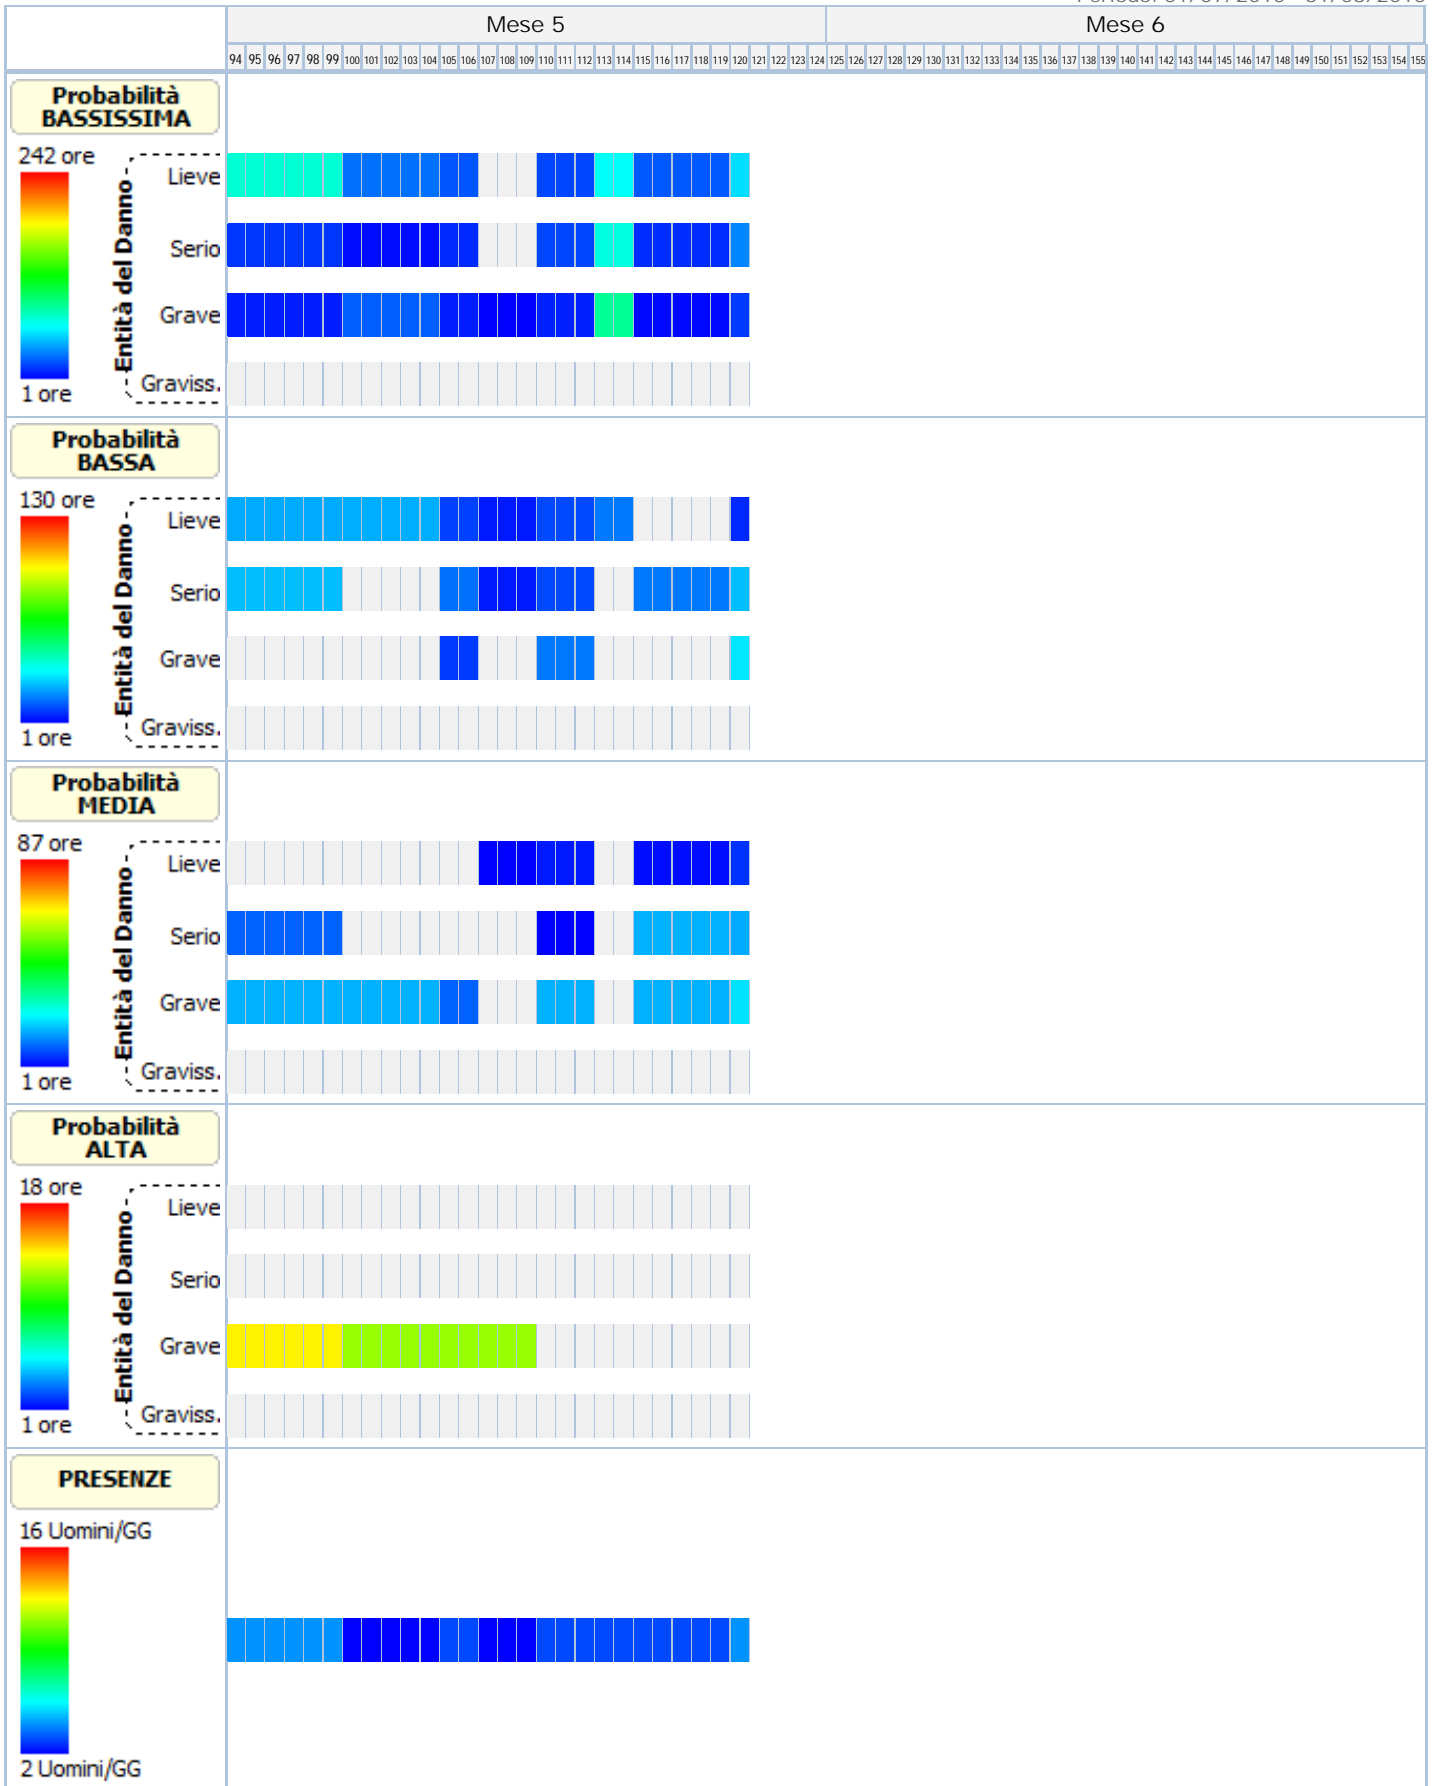 Mese 5 Mese 6
94 95 96 97 98 99 100 101 102 103 104 105 106 107 108 109 110 111 112 113 114 115 116 117 118 119 120 121 122 123 124 125 126 127 128 129 130 131 132 133 134 135 136 137 138 139 140 141 142 143 144 145 146 147 148 149 150 151 152 153 154 155
Probabilità
BASSISSIMA
242 ore
Entità del Danno
Lieve
Serio
Grave
Graviss.
1 ore
Probabilità
BASSA
130 ore
Entità del Danno
Lieve
Serio
Grave
Graviss.
1 ore
Probabilità
MEDIA
87 ore
Entità del Danno
Lieve
Serio
Grave
Graviss.
1 ore
Probabilità
ALTA
18 ore
Entità del Danno
Lieve
Serio
Grave
Graviss.
1 ore
PRESENZE
16 Uomini/GG
2 Uomini/GG